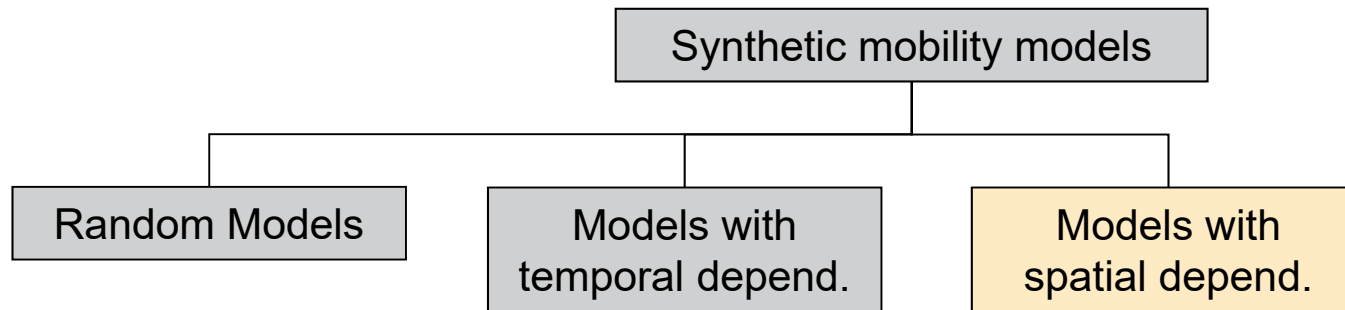 Synthetic mobility models
Random Models
Models with
temporal depend.
Models with
spatial depend.